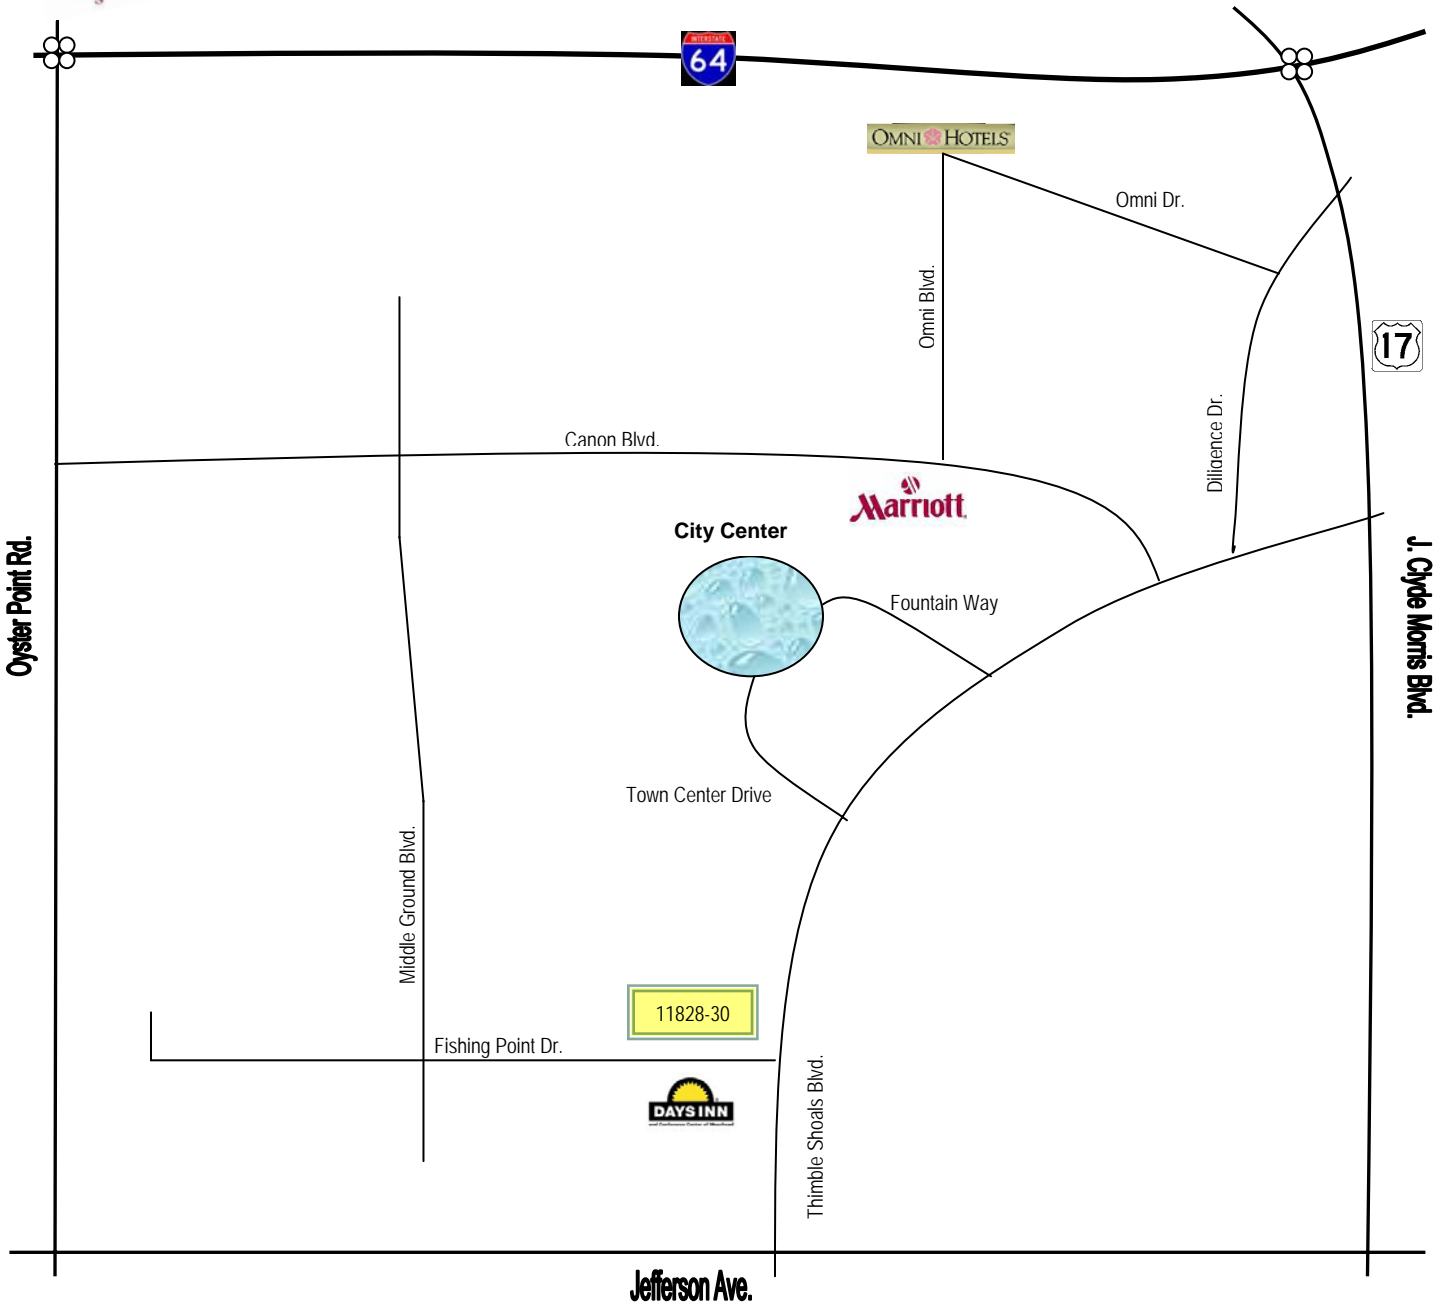 INTERSTATE
64
OMNI HOTELS
Omni Dr.
Omni Blvd.
17
Diligence Dr.
Canon Blvd.
Marriott
City Center
Oyster Point Rd.
J. Clyde Morris Blvd.
Fountain Way
Town Center Drive
Middle Ground Blvd.
11828-30
Fishing Point Dr.
DAYS INN
Thimble Shoals Blvd.
Jefferson Ave.